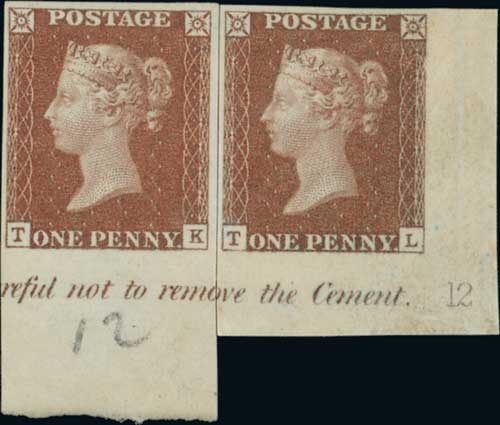 POSTAGE POSTAGE
T ONE PENNY K T ONE PENNY L
reful not to remove the Cement. 12
12